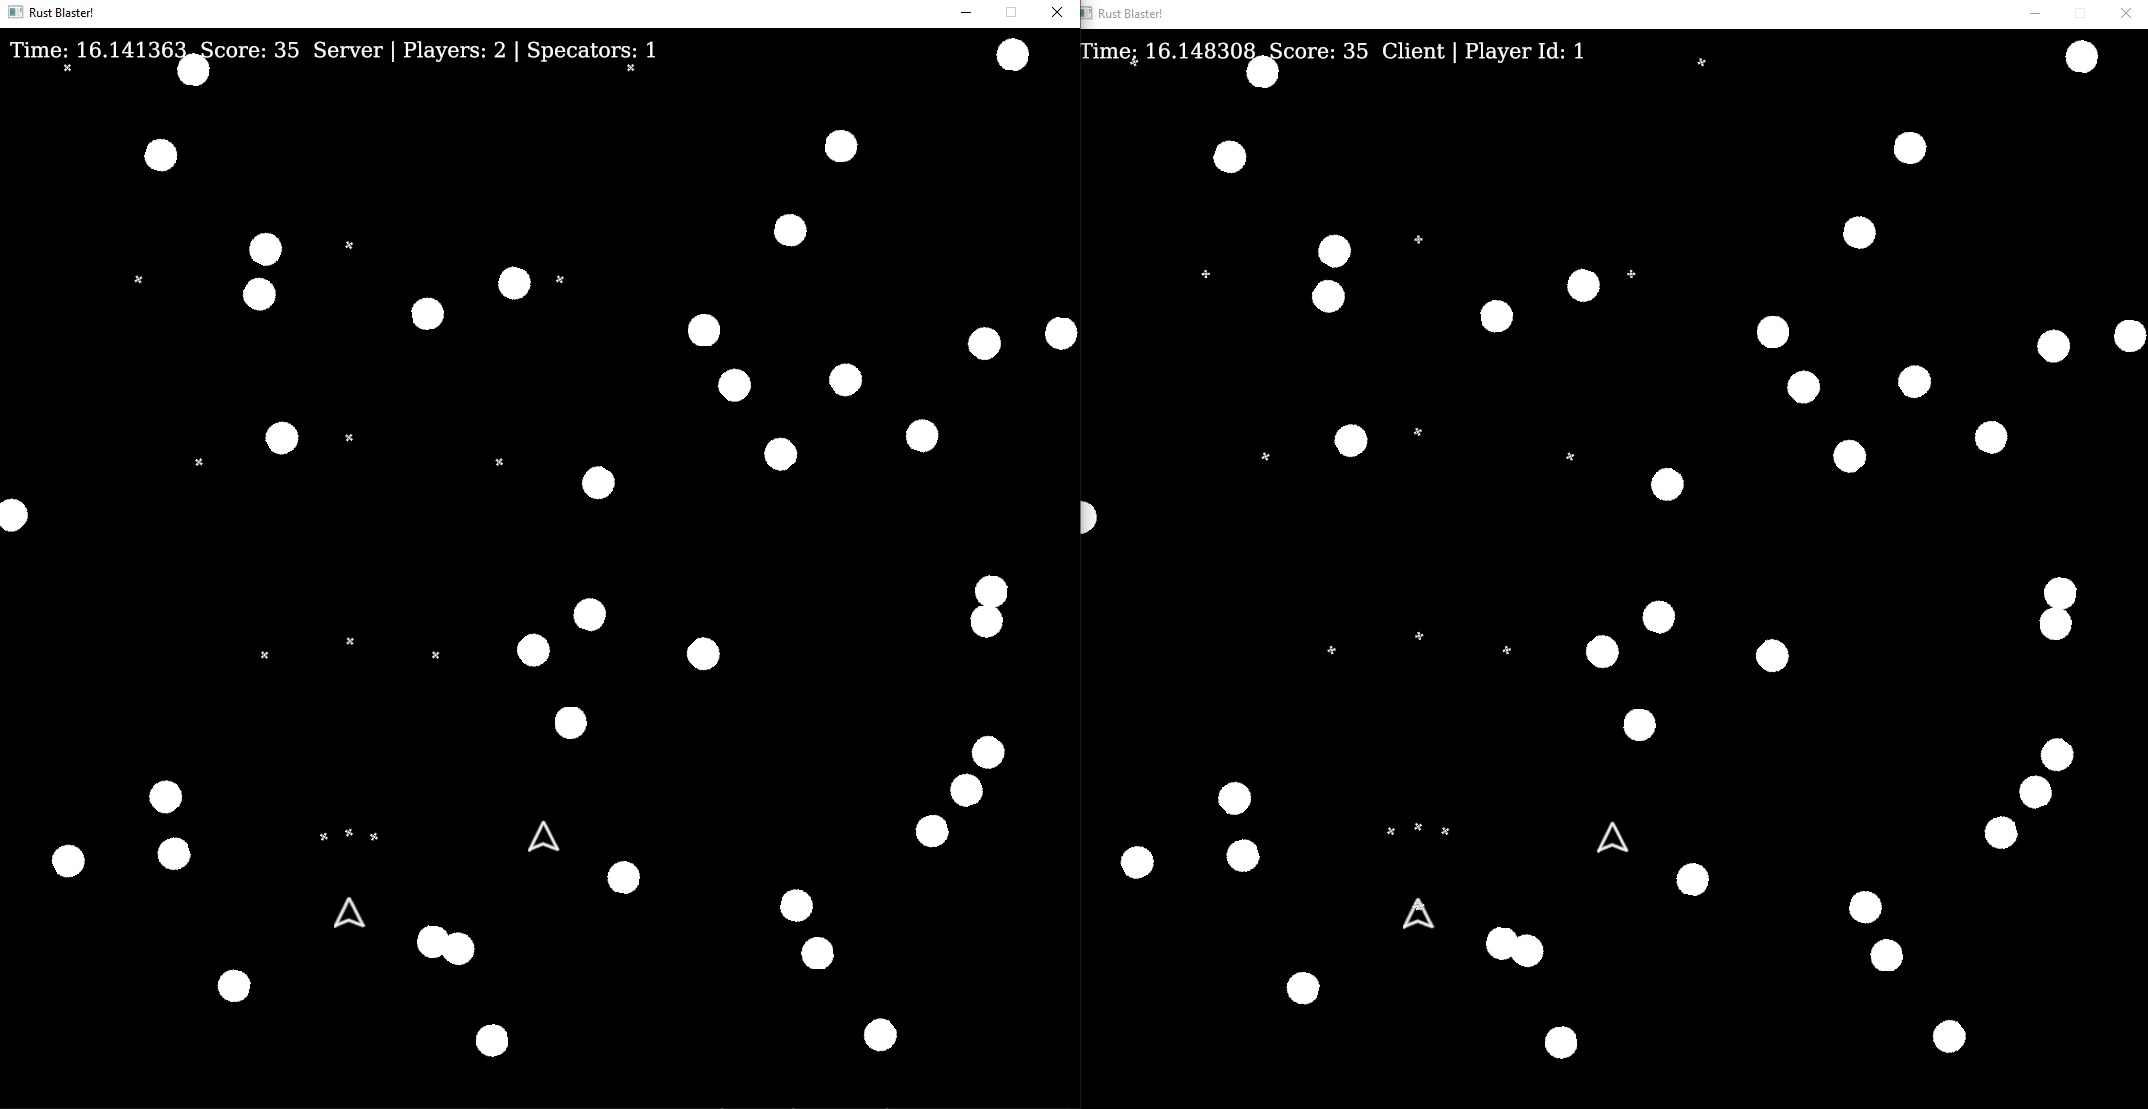 Rust Blaster!
Time: 16.141363 Score: 35 Server | Players: 2 | Specators: 1
Rust Blaster!
Time: 16.148308 Score: 35 Client | Player Id: 1